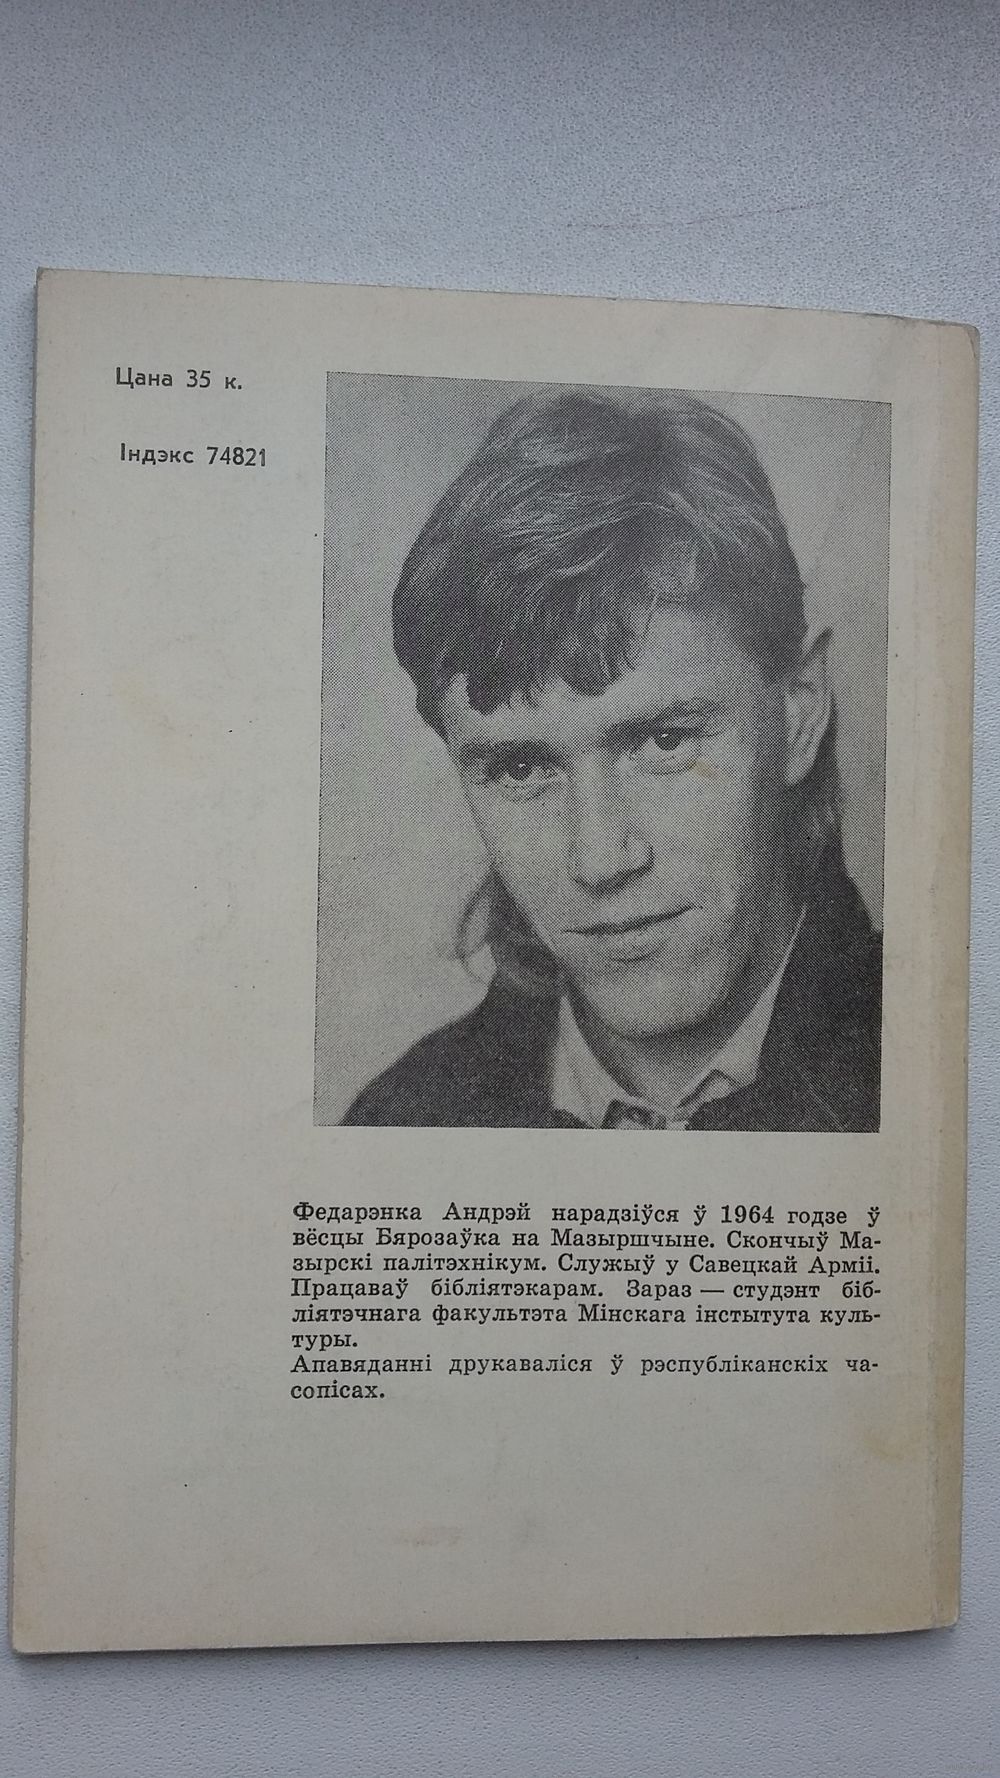 Цана 35 к.
Індэкс 74821
Федарэнка Андрэй нарадзіўся ў 1964 годзе ў
вёсцы Бярозаўка на Мазыршчыне. Скончыў Ма-
зырскі палітэхнікум. Служыў у Савецкай Арміі.
Працаваў бібліятэкарам. Зараз — студэнт біб-
ліятэчнага факультэта Мінскага інстытута куль-
туры.
Апавяданні друкаваліся ў рэспубліканскіх ча-
сопісах.